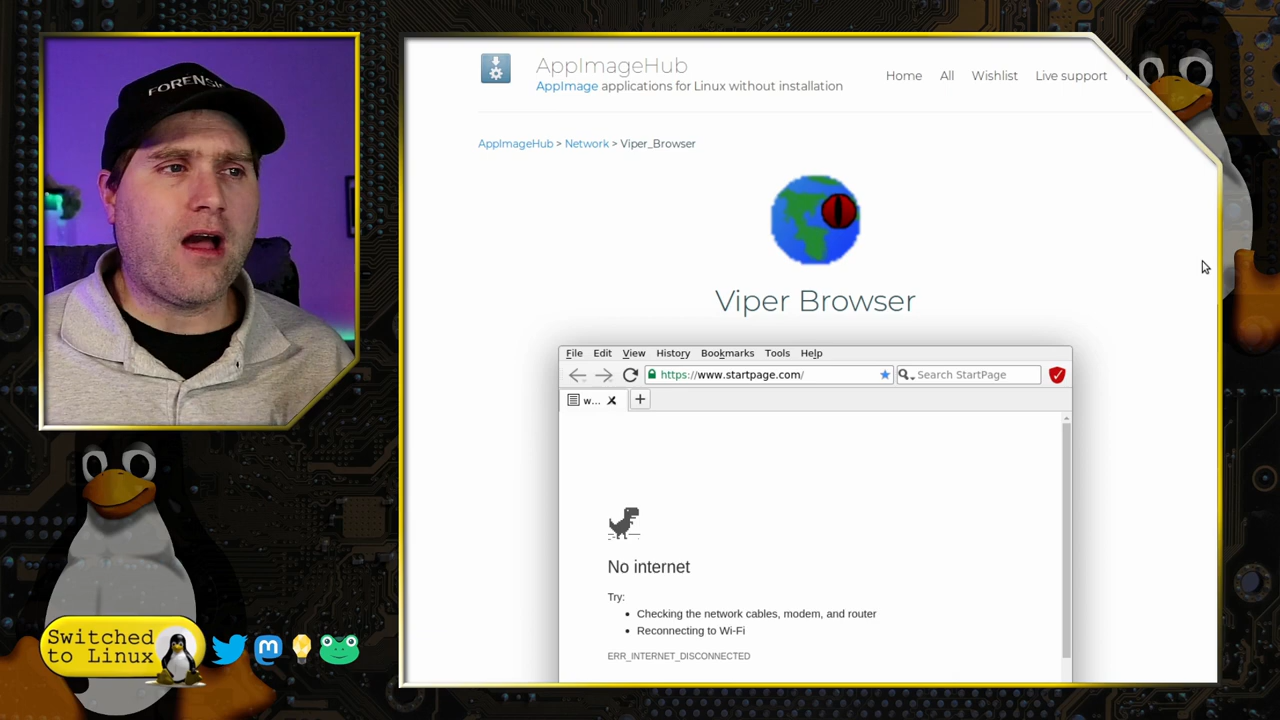 FORENSI
AppImageHub
AppImage applications for Linux without installation
Home All Wishlist Live support
AppImageHub > Network > Viper_Browser
Viper Browser
File Edit View History Bookmarks Tools Help
https://www.startpage.com/ Search StartPage
w...
No internet
Try:
Checking the network cables, modem, and router
Reconnecting to Wi-Fi
ERR_INTERNET_DISCONNECTED
Switched
to Linux